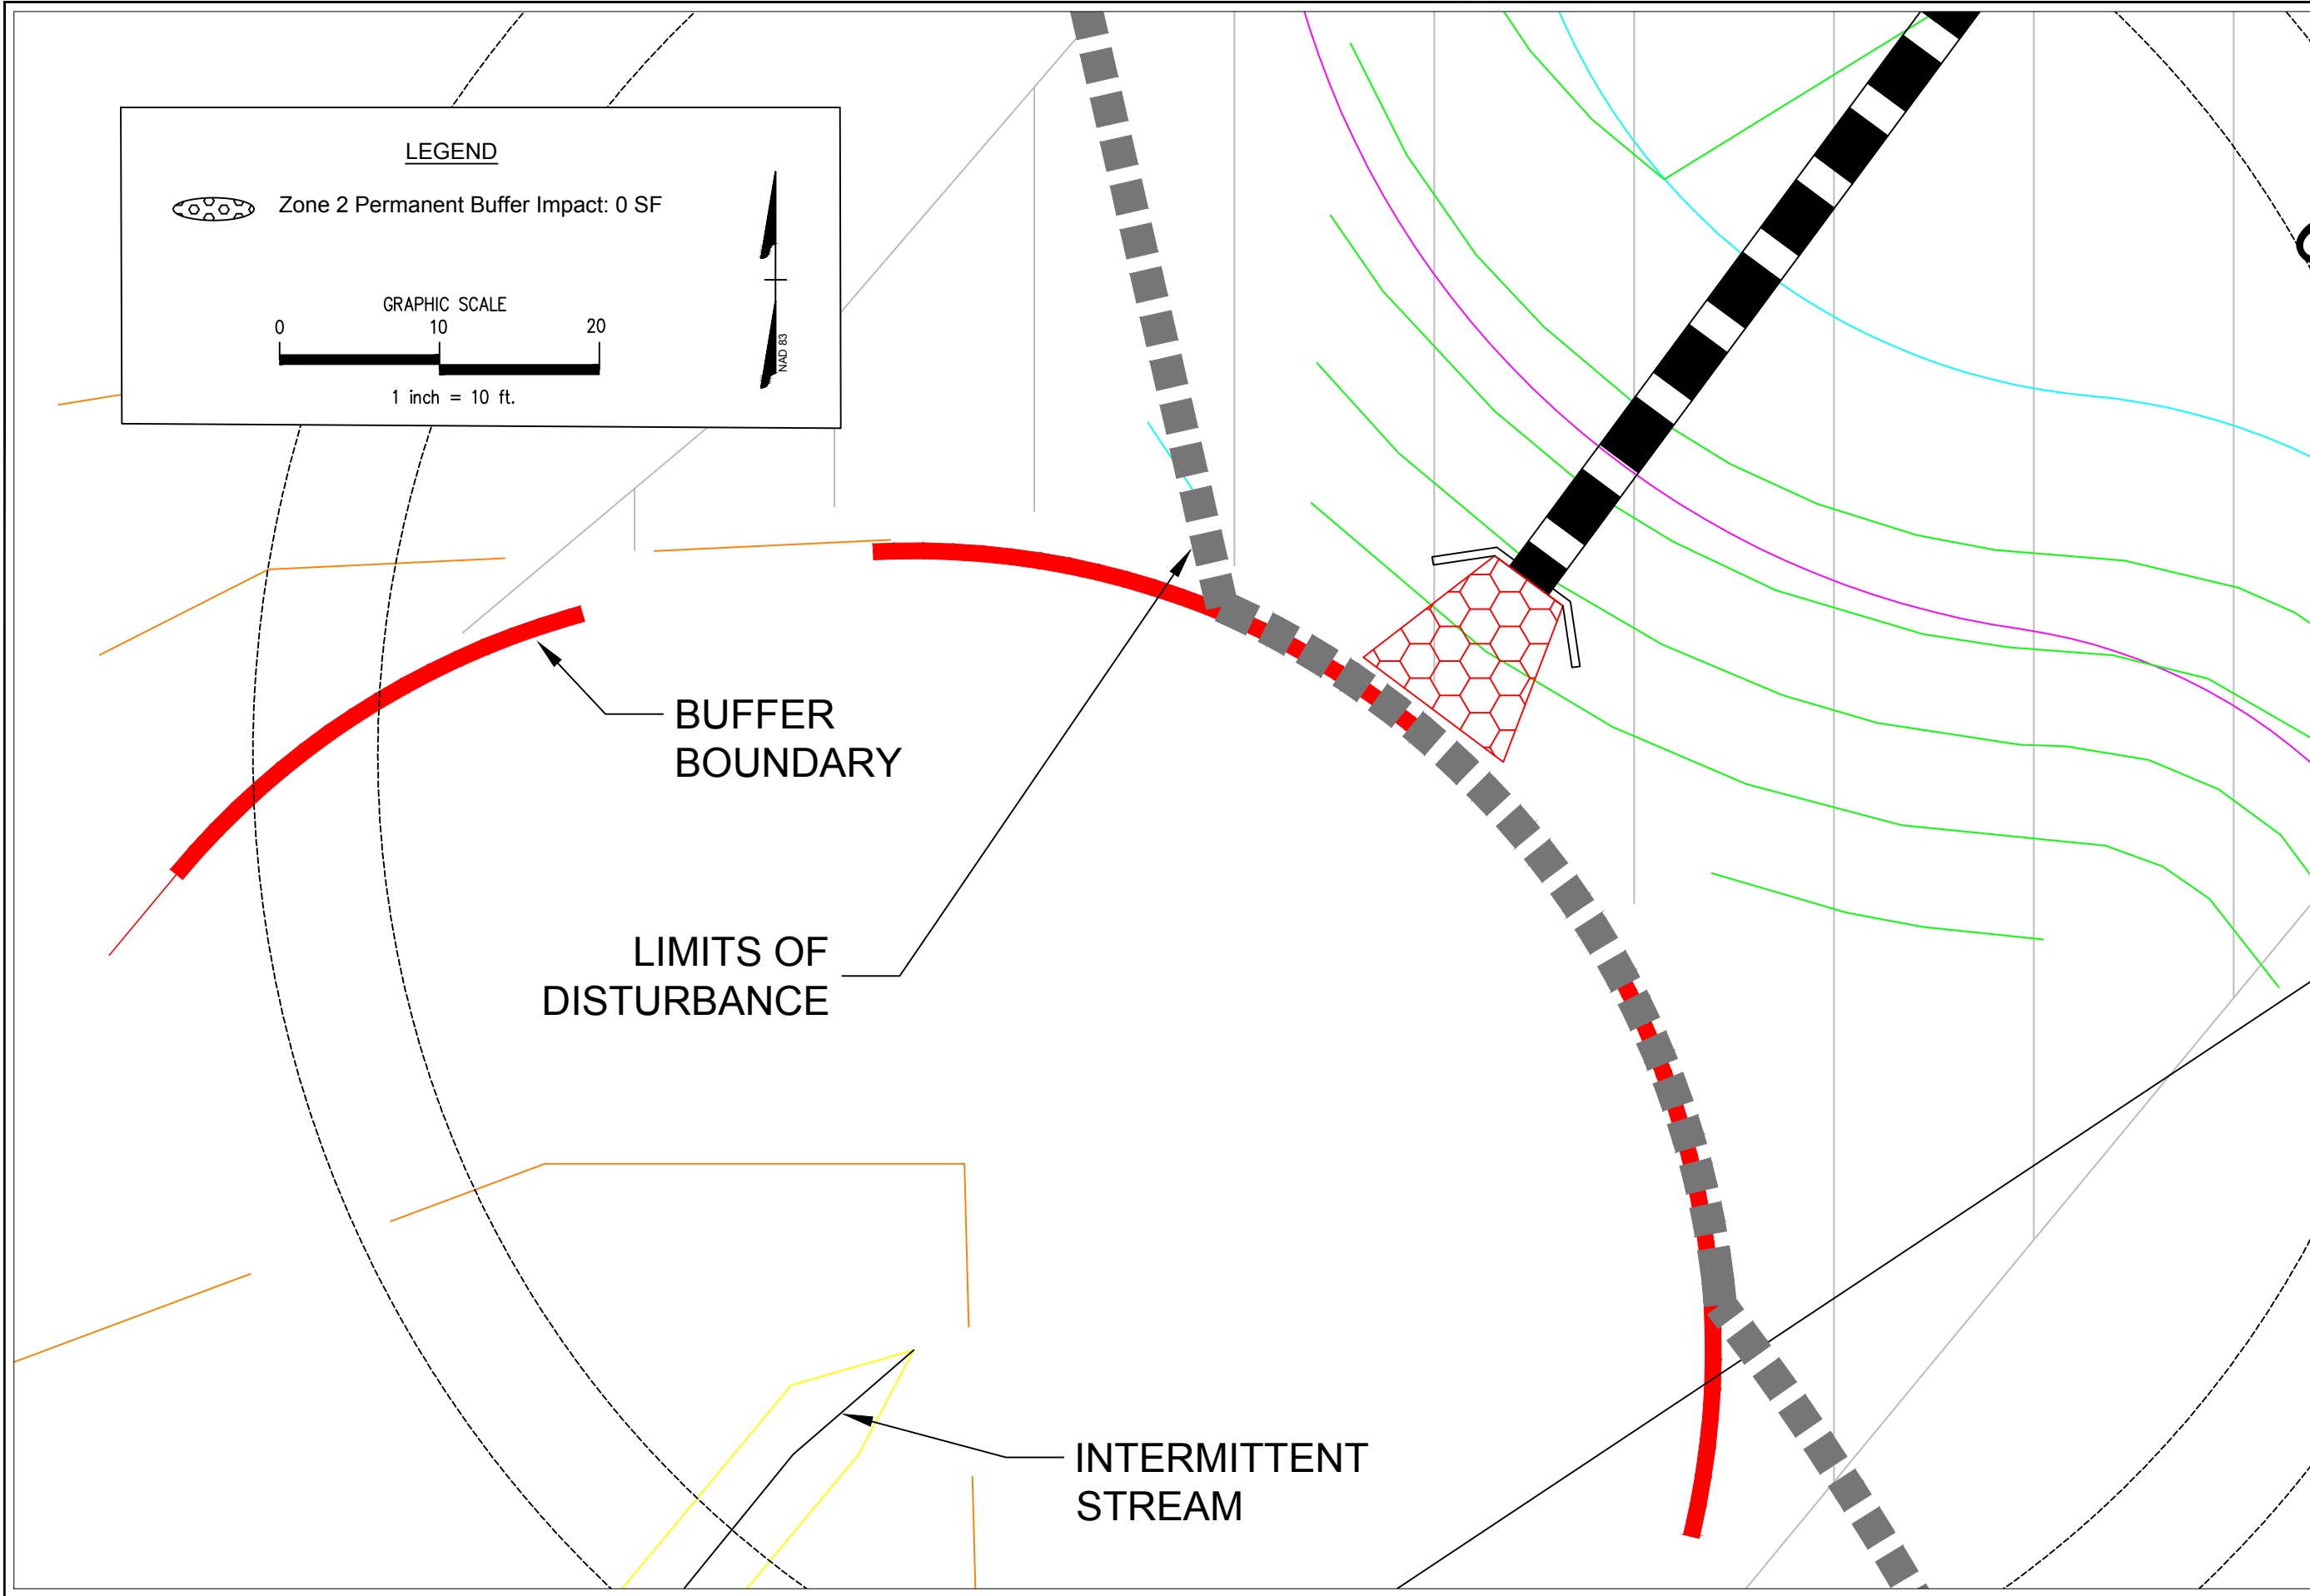 LEGEND
Zone 2 Permanent Buffer Impact: 0 SF
GRAPHIC SCALE
0 10 20
1 inch = 10 ft.
NAD 83
BUFFER
BOUNDARY
LIMITS OF
DISTURBANCE
INTERMITTENT
STREAM